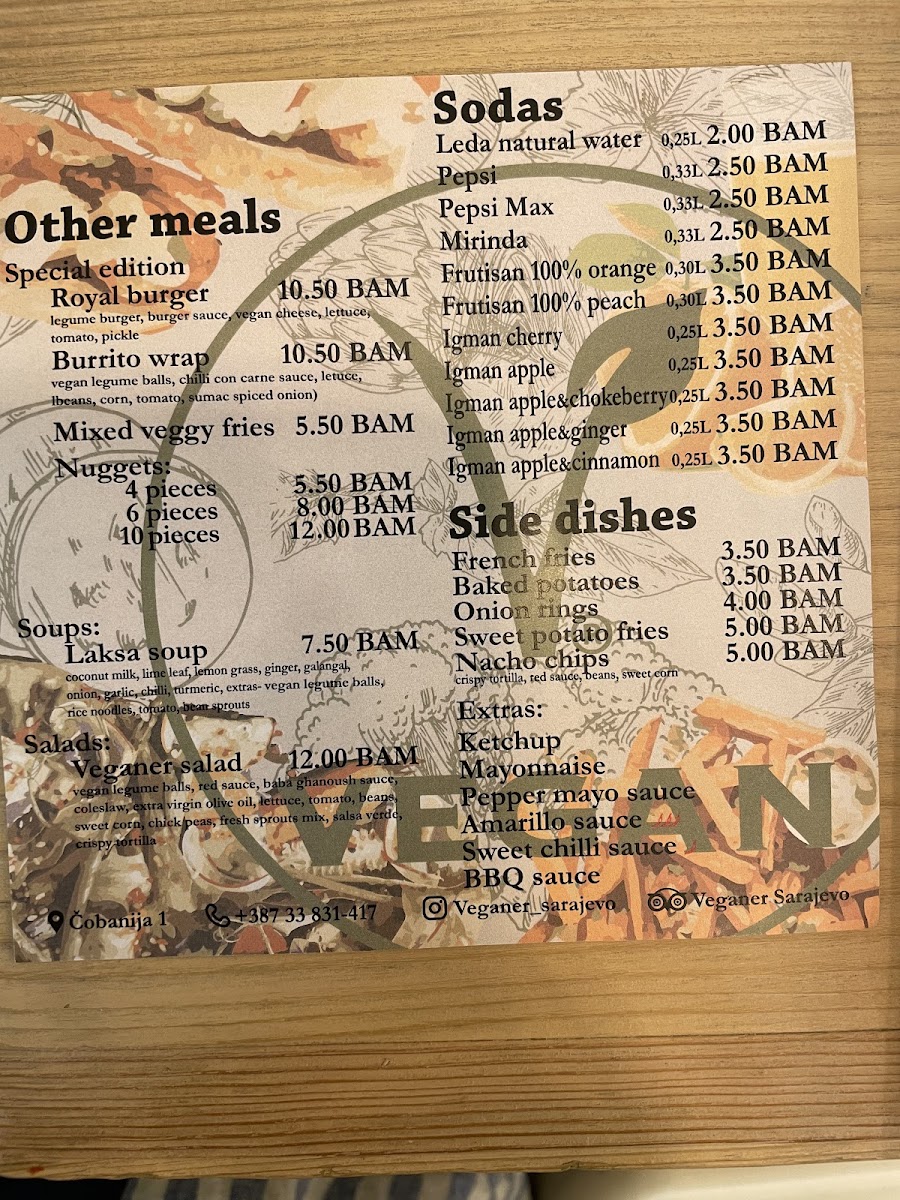 Other meals
Special edition
Royal burger 10.50 BAM
legume burger, burger sauce, vegan cheese, lettuce,
tomato, pickle
Burrito wrap 10.50 BAM
vegan legume balls, chilli con carne sauce, letuce,
lbeans, corn, tomato, sumac spiced onion)
Mixed veggy fries 5.50 BAM
Nuggets:
4 pieces 5.50 BAM
6 pieces 8.00 BAM
10 pieces 12.00 BAM
Soups:
Laksa soup 7.50 BAM
coconut milk, lime leaf, lemon grass, ginger, galangal,
onion, garlic, chilli, turmeric, extras- vegan legume balls,
rice noodles, tomato, bean sprouts
Salads:
Veganer salad 12.00 BAM
vegan legume balls, red sauce, baba ghanoush sauce,
coleslaw, extra virgin olive oil, lettuce, tomato, beans,
sweet corn, chick peas, fresh sprouts mix, salsa verde,
crispy tortilla
Sodas
Leda natural water 0,25L 2.00 BAM
Pepsi 0,33L 2.50 BAM
Pepsi Max 0,33L 2.50 BAM
Mirinda 0,33L 2.50 BAM
Frutisan 100% orange 0,30L 3.50 BAM
Frutisan 100% peach 0,30L 3.50 BAM
Igman cherry 0,25L 3.50 BAM
Igman apple 0,25L 3.50 BAM
Igman apple&chokeberry 0,25L 3.50 BAM
Igman apple&ginger 0,25L 3.50 BAM
Igman apple&cinnamon 0,25L 3.50 BAM
Side dishes
French fries 3.50 BAM
Baked potatoes 3.50 BAM
Onion rings 4.00 BAM
Sweet potato fries 5.00 BAM
Nacho chips 5.00 BAM
crispy tortilla, red sauce, beans, sweet corn
Extras:
Ketchup
Mayonnaise
Pepper mayo sauce
Amarillo sauce
Sweet chilli sauce
BBQ sauce
Čobanija 1 +387 33 831-417 Veganer_sarajevo Veganer Sarajevo